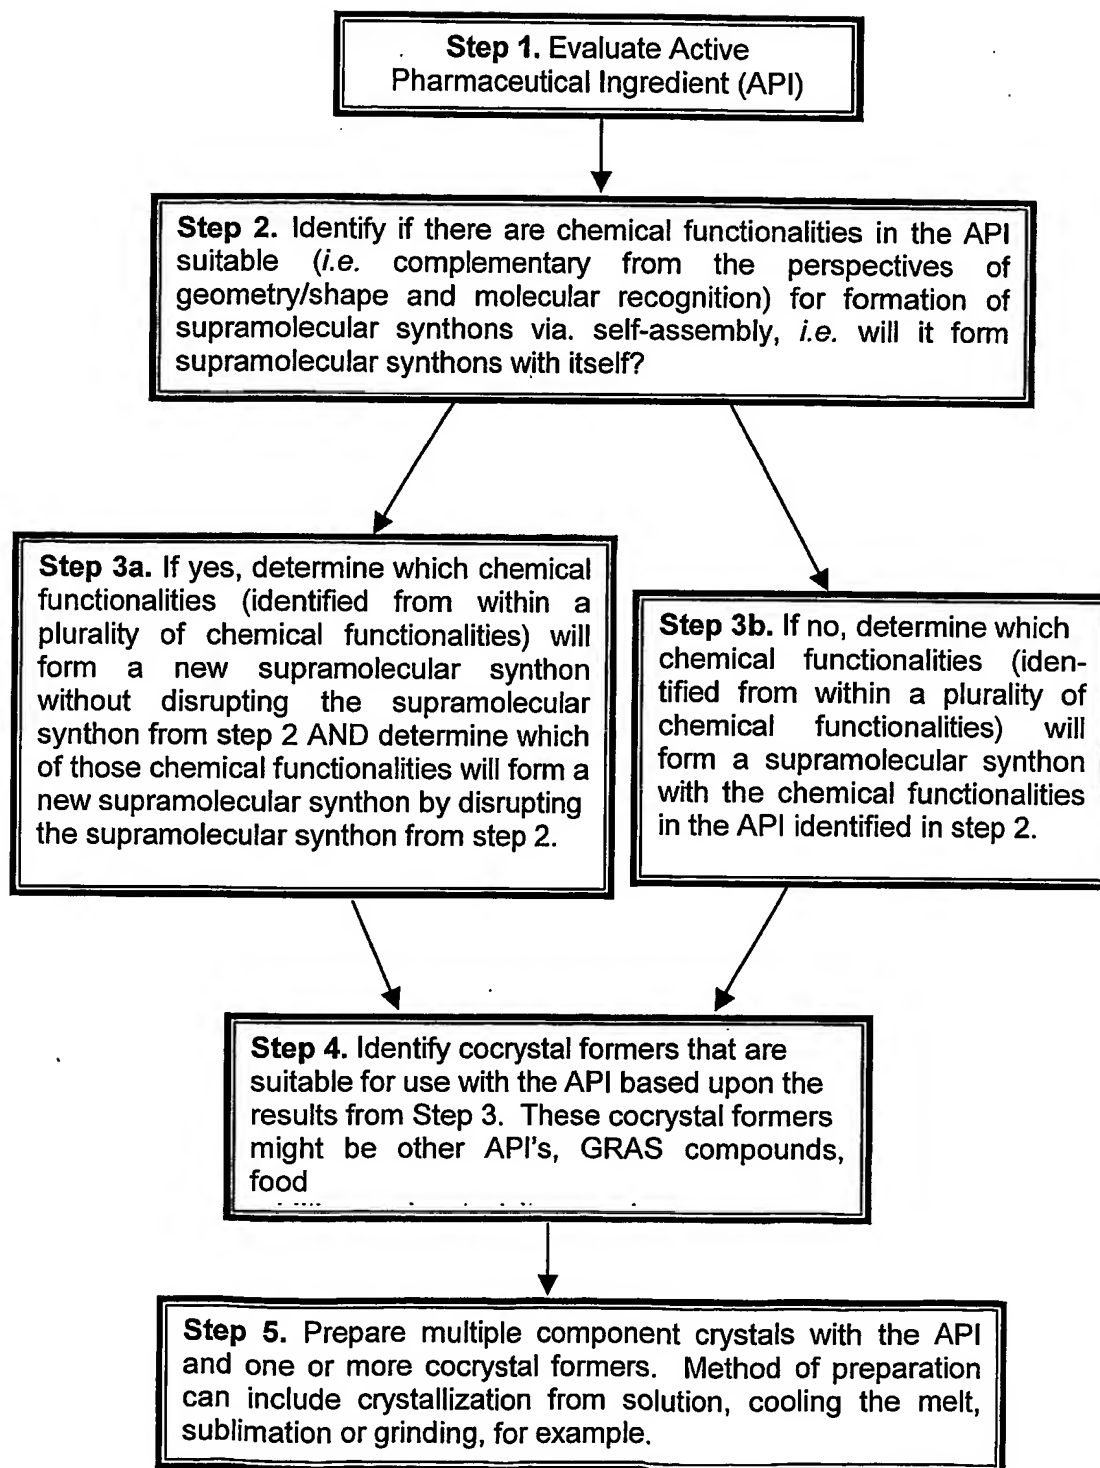 Step 1. Evaluate Active
Pharmaceutical Ingredient (API)
Step 2. Identify if there are chemical functionalities in the API
suitable (i.e. complementary from the perspectives of
geometry/shape and molecular recognition) for formation of
supramolecular synthons via. self-assembly, i.e. will it form
supramolecular synthons with itself?
Step 3a. If yes, determine which chemical
functionalities (identified from within a
plurality of chemical functionalities) will
form a new supramolecular synthon
without disrupting the supramolecular
synthon from step 2 AND determine which
of those chemical functionalities will form a
new supramolecular synthon by disrupting
the supramolecular synthon from step 2.
Step 3b. If no, determine which
chemical functionalities (iden-
tified from within a plurality of
chemical functionalities) will
form a supramolecular synthon
with the chemical functionalities
in the API identified in step 2.
Step 4. Identify cocrystal formers that are
suitable for use with the API based upon the
results from Step 3. These cocrystal formers
might be other API's, GRAS compounds,
food
Step 5. Prepare multiple component crystals with the API
and one or more cocrystal formers. Method of preparation
can include crystallization from solution, cooling the melt,
sublimation or grinding, for example.